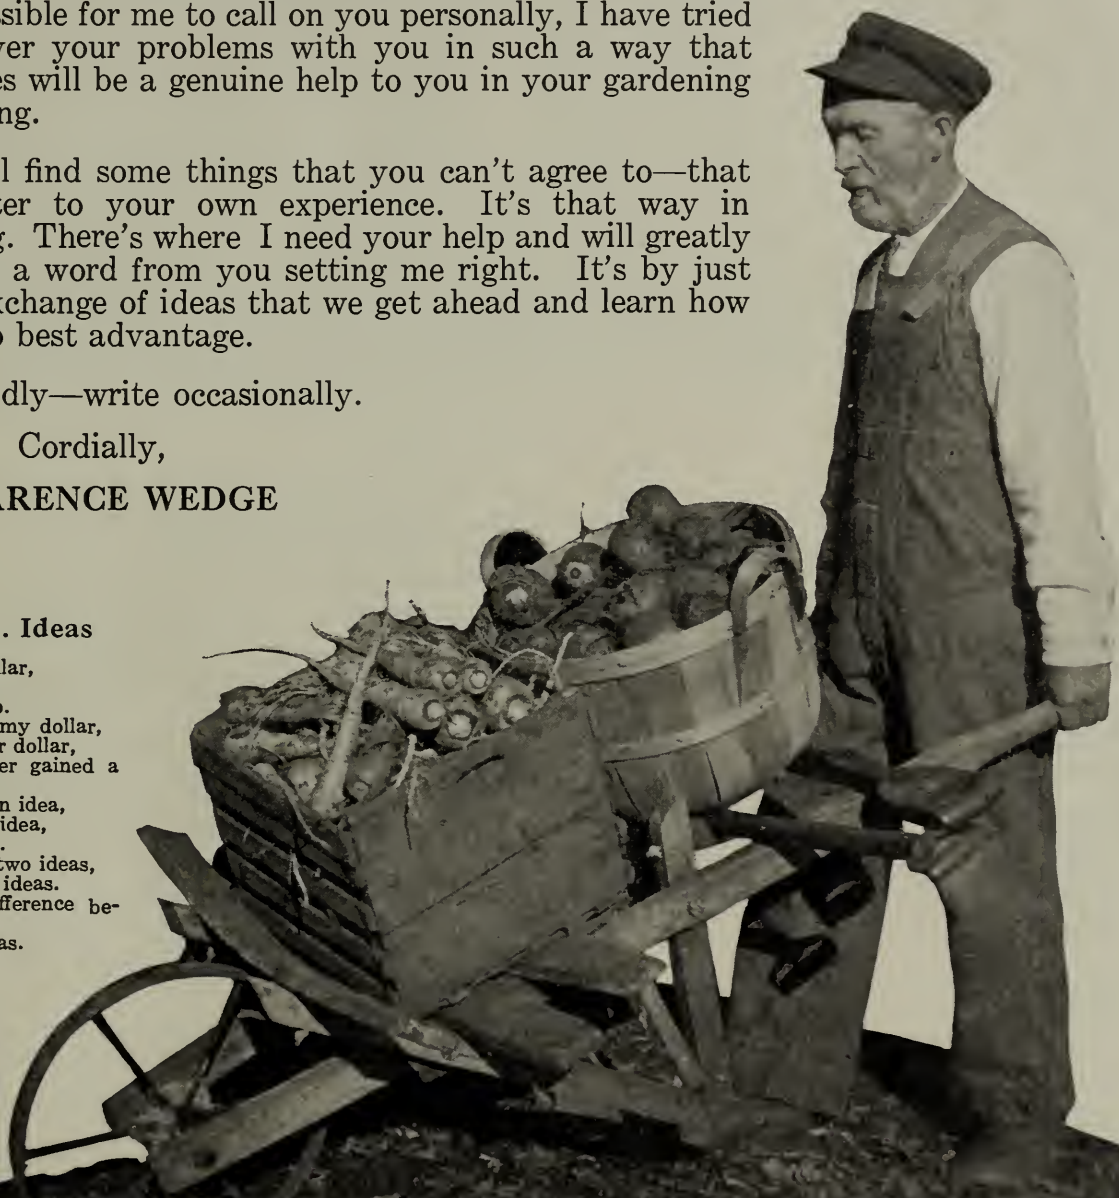 sible for me to call on you personally, I have tried
ver your problems with you in such a way that
es will be a genuine help to you in your gardening
ng.
l find some things that you can't agree to—that
ter to your own experience. It's that way in
g. There's where I need your help and will greatly
a word from you setting me right. It's by just
xchange of ideas that we get ahead and learn how
o best advantage.
dly—write occasionally.
Cordially,
ARENCE WEDGE
. Ideas
lar,
o.
my dollar,
r dollar,
er gained a
n idea,
idea,
.
two ideas,
ideas.
fference be-
as.